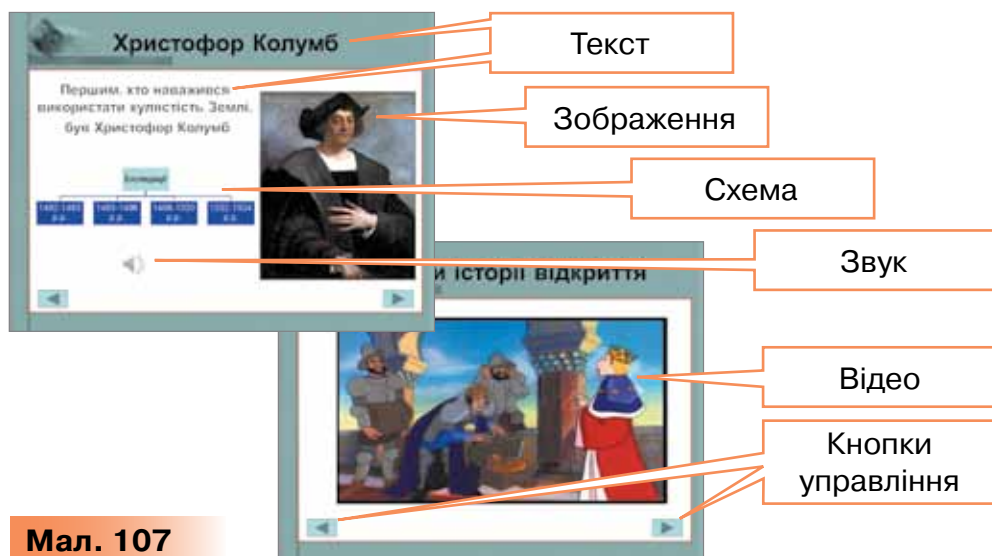 Христофор Колумб
Першим, хто наважився
використати кулястість Землі,
був Христофор Колумб
Експедиції
и історії відкриття
Текст
Зображення
Схема
Звук
Відео
Кнопки
управління
Мал. 107